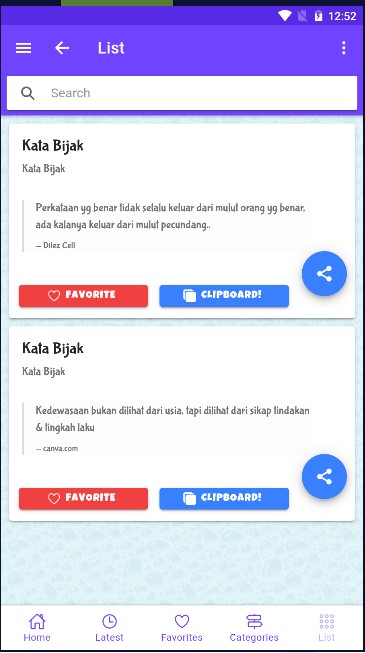 12:52
List
Search
Kata Bijak
Kata Bijak
Perkataan yg benar tidak selalu keluar dari mulut orang yg benar,
ada kalanya keluar dari mulut pecundang..
— Dilez Cell
FAVORITE
CLIPBOARD!
Kata Bijak
Kata Bijak
Kedewasaan bukan dilihat dari usia, tapi dilihat dari sikap tindakan
& tingkah laku
— canva.com
FAVORITE
CLIPBOARD!
Home
Latest
Favorites
Categories
List